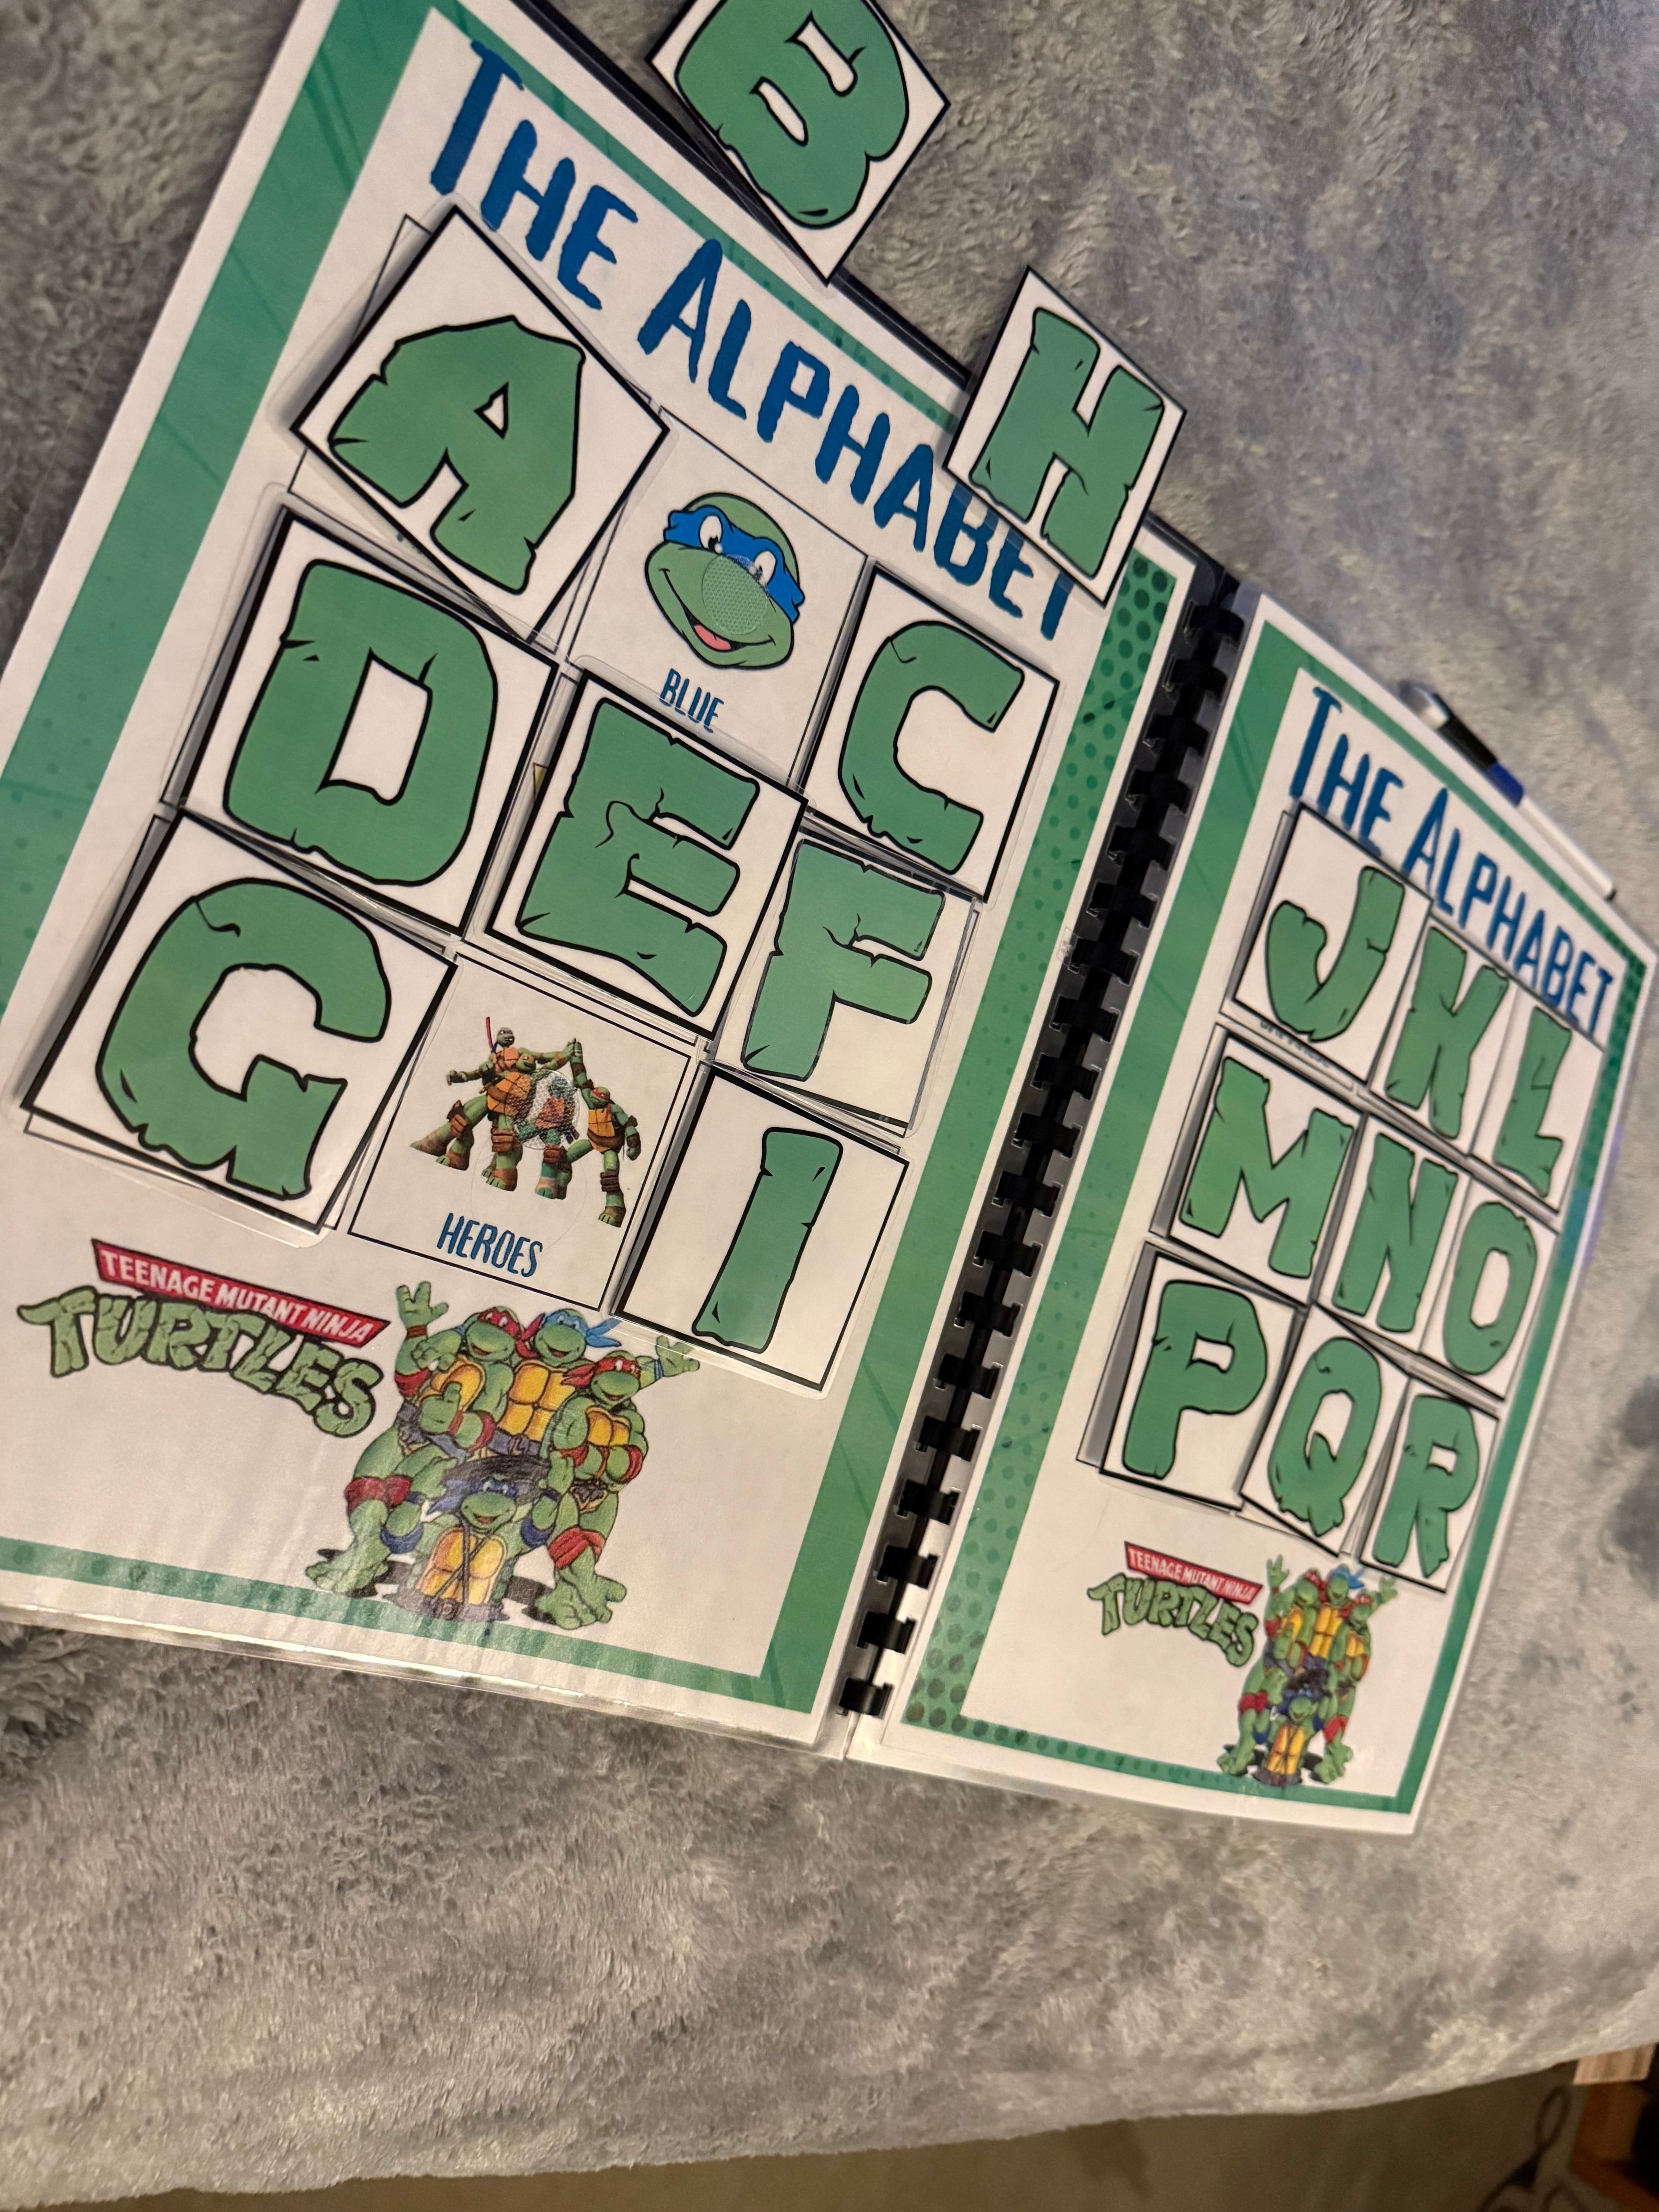 B
H
THE ALPHABET
A
BLUE
C
D
E
F
G
HEROES
I
TEENAGE MUTANT NINJA
TURTLES
THE ALPHABET
J K L
M N O
P Q R
TEENAGE MUTANT NINJA
TURTLES